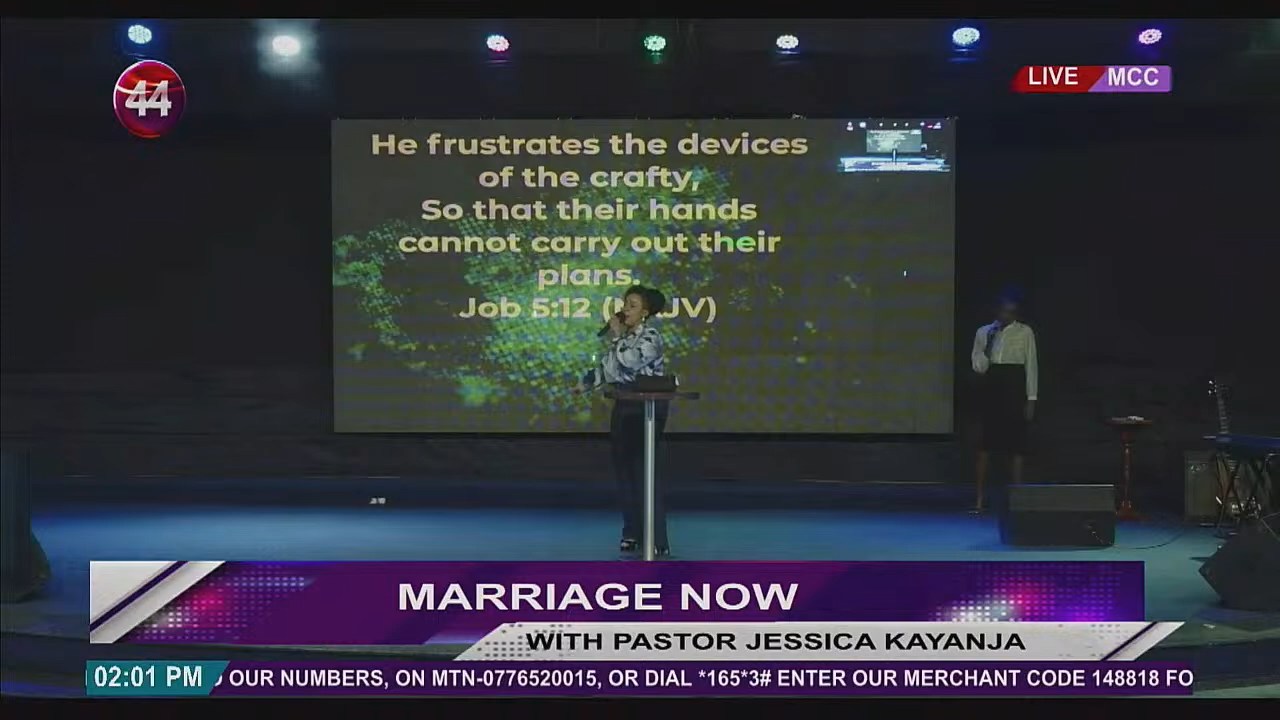 44
LIVE MCC
He frustrates the devices
of the crafty,
So that their hands
cannot carry out their
plans.
Job 5:12 (
JV)
MARRIAGE NOW
WITH PASTOR JESSICA KAYANJA
02:01 PM
OUR NUMBERS, ON MTN-0776520015, OR DIAL *165*3# ENTER OUR MERCHANT CODE 148818 FO